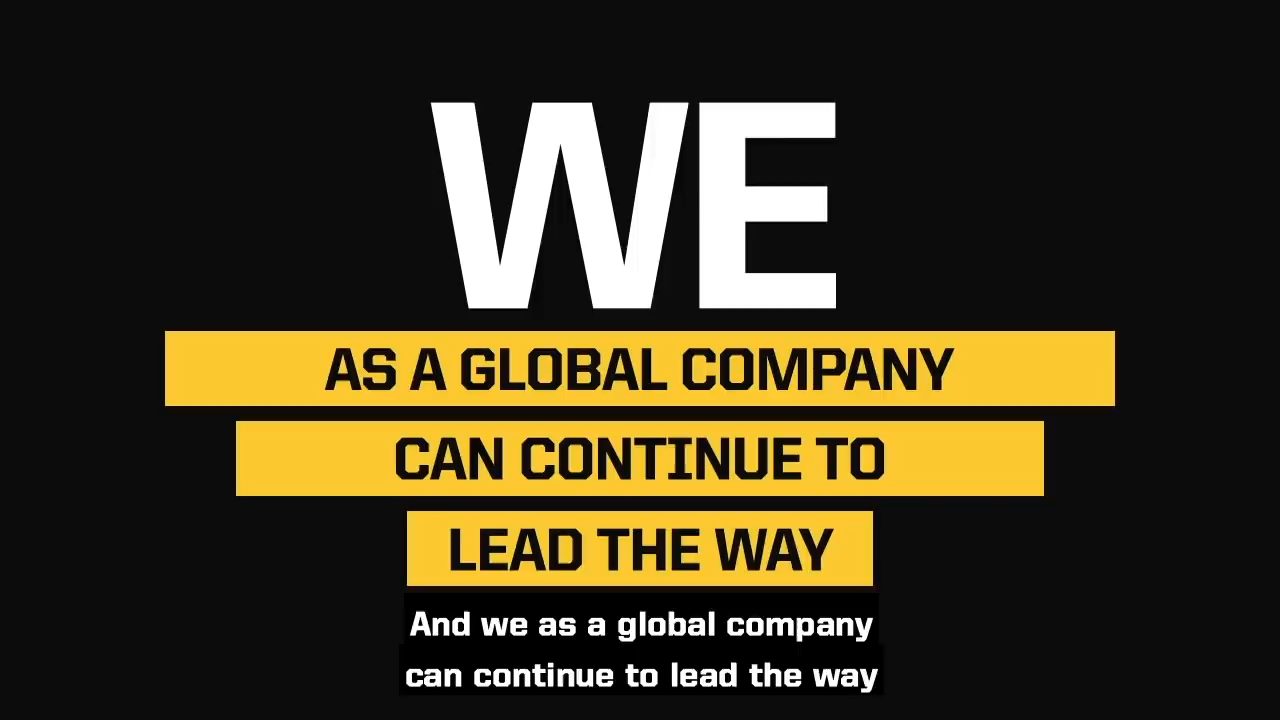 WE
AS A GLOBAL COMPANY
CAN CONTINUE TO
LEAD THE WAY
And we as a global company
can continue to lead the way